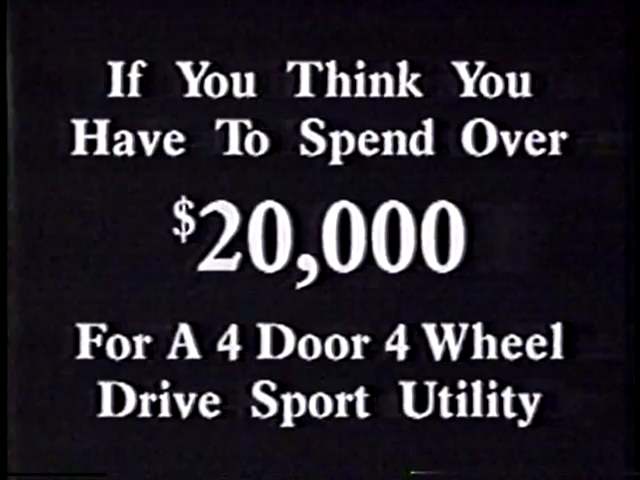 If You Think You
Have To Spend Over
$20,000
For A 4 Door 4 Wheel
Drive Sport Utility